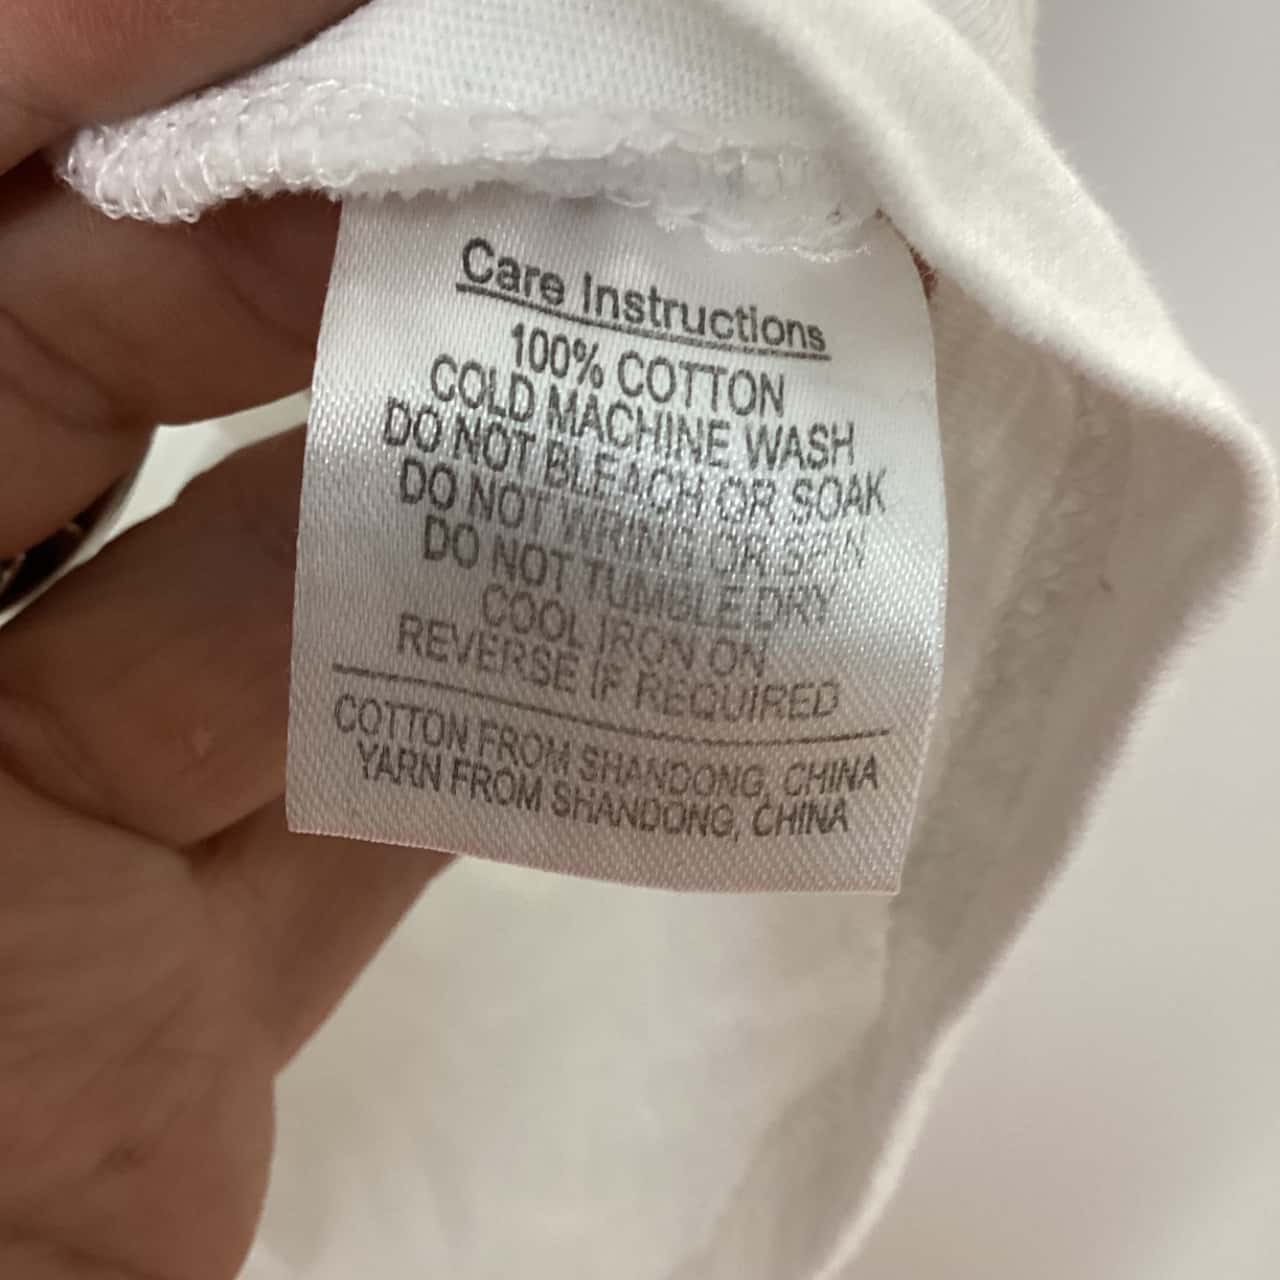 Care Instructions
100% COTTON
COLD MACHINE WASH
DO NOT BLEACH OR SOAK
DO NOT WRING OR SPIN
DO NOT TUMBLE DRY
COOL IRON ON
REVERSE IF REQUIRED
COTTON FROM SHANDONG, CHINA
YARN FROM SHANDONG, CHINA